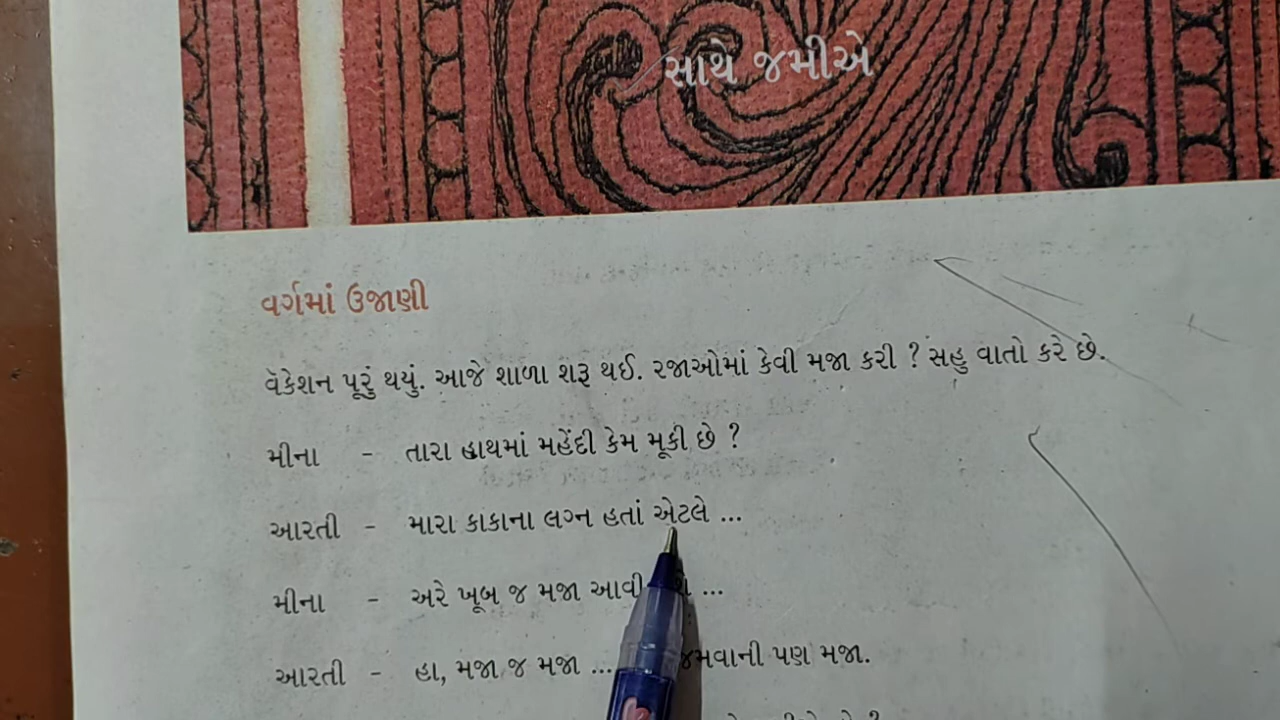 સાથે જમીએ
વર્ગમાં ઉજાણી
વૅકેશન પૂરું થયું. આજે શાળા શરૂ થઈ. રજાઓમાં કેવી મજા કરી ? સહુ વાતો કરે છે.
મીના - તારા હાથમાં મહેંદી કેમ મૂકી છે ?
આરતી - મારા કાકાના લગ્ન હતાં એટલે ...
મીના - અરે ખૂબ જ મજા આવી ...
આરતી - હા, મજા જ મજા ... જમવાની પણ મજા.